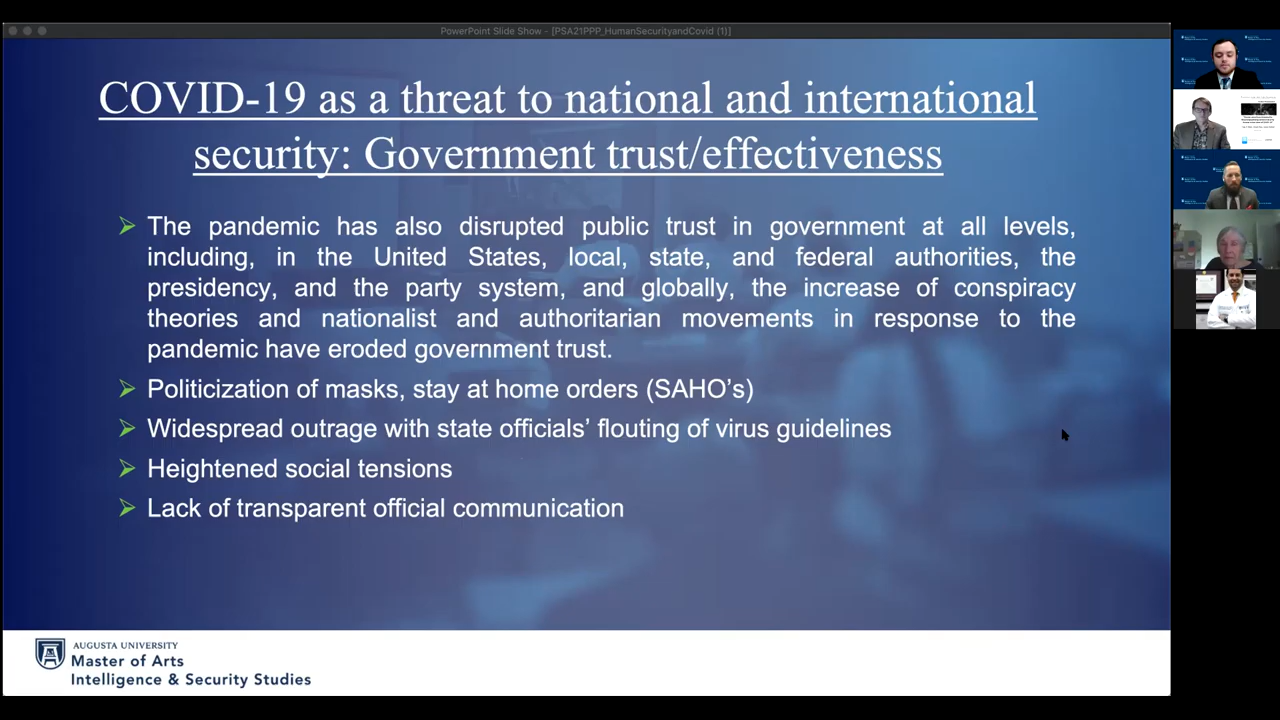 PowerPoint Slide Show - [PSA21PPP_HumanSecurityandCovid (1)]
COVID-19 as a threat to national and international
security: Government trust/effectiveness
The pandemic has also disrupted public trust in government at all levels,
including, in the United States, local, state, and federal authorities, the
presidency, and the party system, and globally, the increase of conspiracy
theories and nationalist and authoritarian movements in response to the
pandemic have eroded government trust.
Politicization of masks, stay at home orders (SAHO's)
Widespread outrage with state officials’ flouting of virus guidelines
Heightened social tensions
Lack of transparent official communication
AUGUSTA UNIVERSITY
Master of Arts
Intelligence & Security Studies